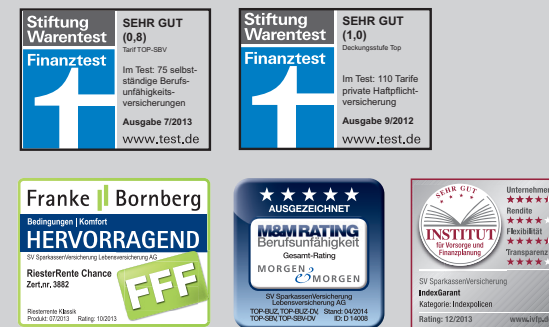 Stiftung
Warentest
Finanztest
SEHR GUT
(0,8)
Tarif TOP-SBV
Im Test: 75 selbst-
ständige Berufs-
unfähigkeits-
versicherungen
Ausgabe 7/2013
www.test.de
Stiftung
Warentest
Finanztest
SEHR GUT
(1,0)
Deckungsstufe Top
Im Test: 110 Tarife
private Haftpflicht-
versicherung
Ausgabe 9/2012
www.test.de
Franke Bornberg
Bedingungen | Komfort
HERVORRAGEND
SV SparkassenVersicherung Lebensversicherung AG
RiesterRente Chance
Zert.nr. 3882
FFF
Riesterrente Klassik
Produkt: 07/2013 Rating: 10/2013
AUSGEZEICHNET
M&M RATING
Berufsunfähigkeit
Gesamt-Rating
MORGEN & MORGEN
SV SparkassenVersicherung
Lebensversicherung AG
TOP-BUZ, TOP-BUZ-DV, Stand: 04/2014
TOP-SBV, TOP-SBV-DV ID: D 14008
SEHR GUT
INSTITUT
für Vorsorge und
Finanzplanung
Unternehmen
Rendite
Flexibilität
Transparenz
SV SparkassenVersicherung
IndexGarant
Kategorie: Indexpolicen
Rating: 12/2013 www.ivfp.d